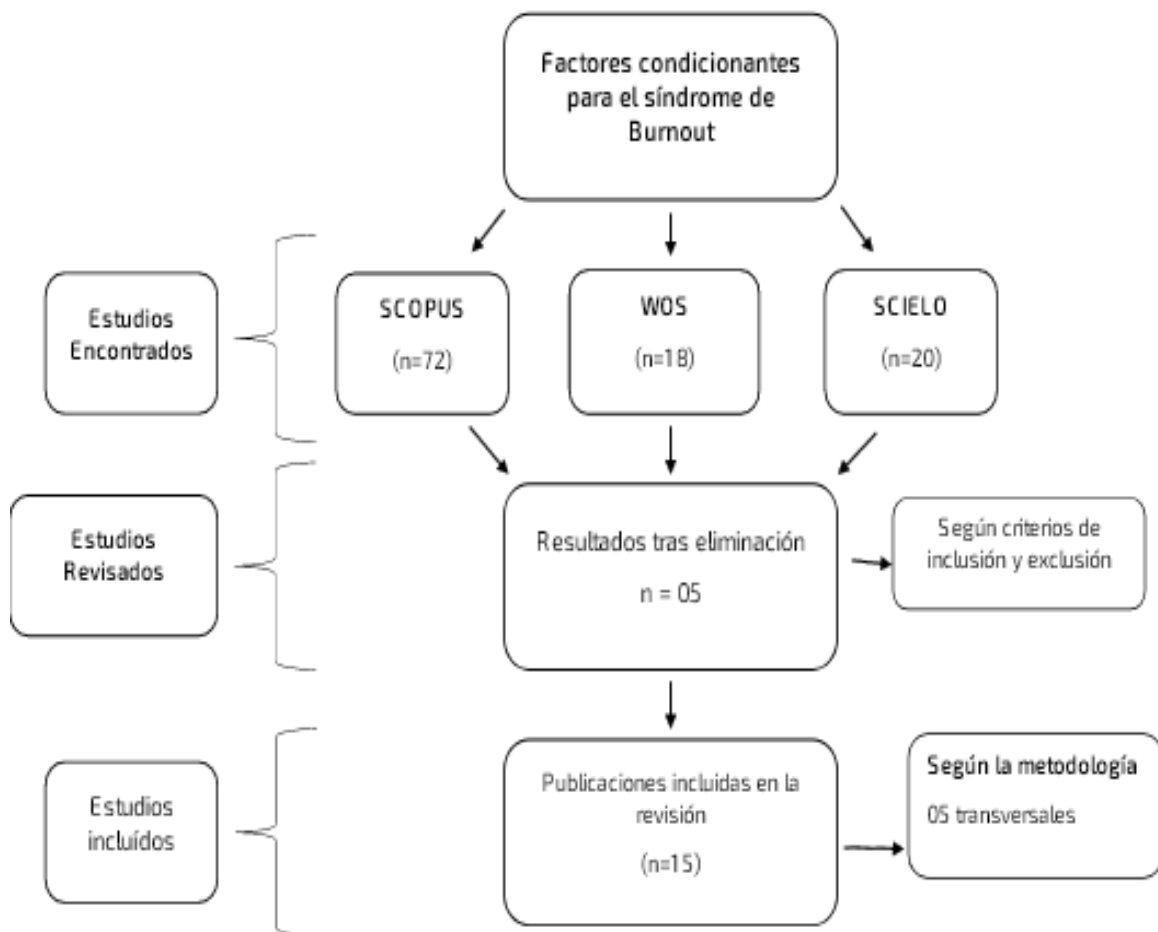 Factores condicionantes
para el síndrome de
Burnout
Estudios
Encontrados
SCOPUS
(n=72)
WOS
(n=18)
SCIELO
(n=20)
Estudios
Revisados
Resultados tras eliminación
n = 05
Según criterios de
inclusión y exclusión
Estudios
incluídos
Publicaciones incluidas en la
revisión
(n=15)
Según la metodología
05 transversales